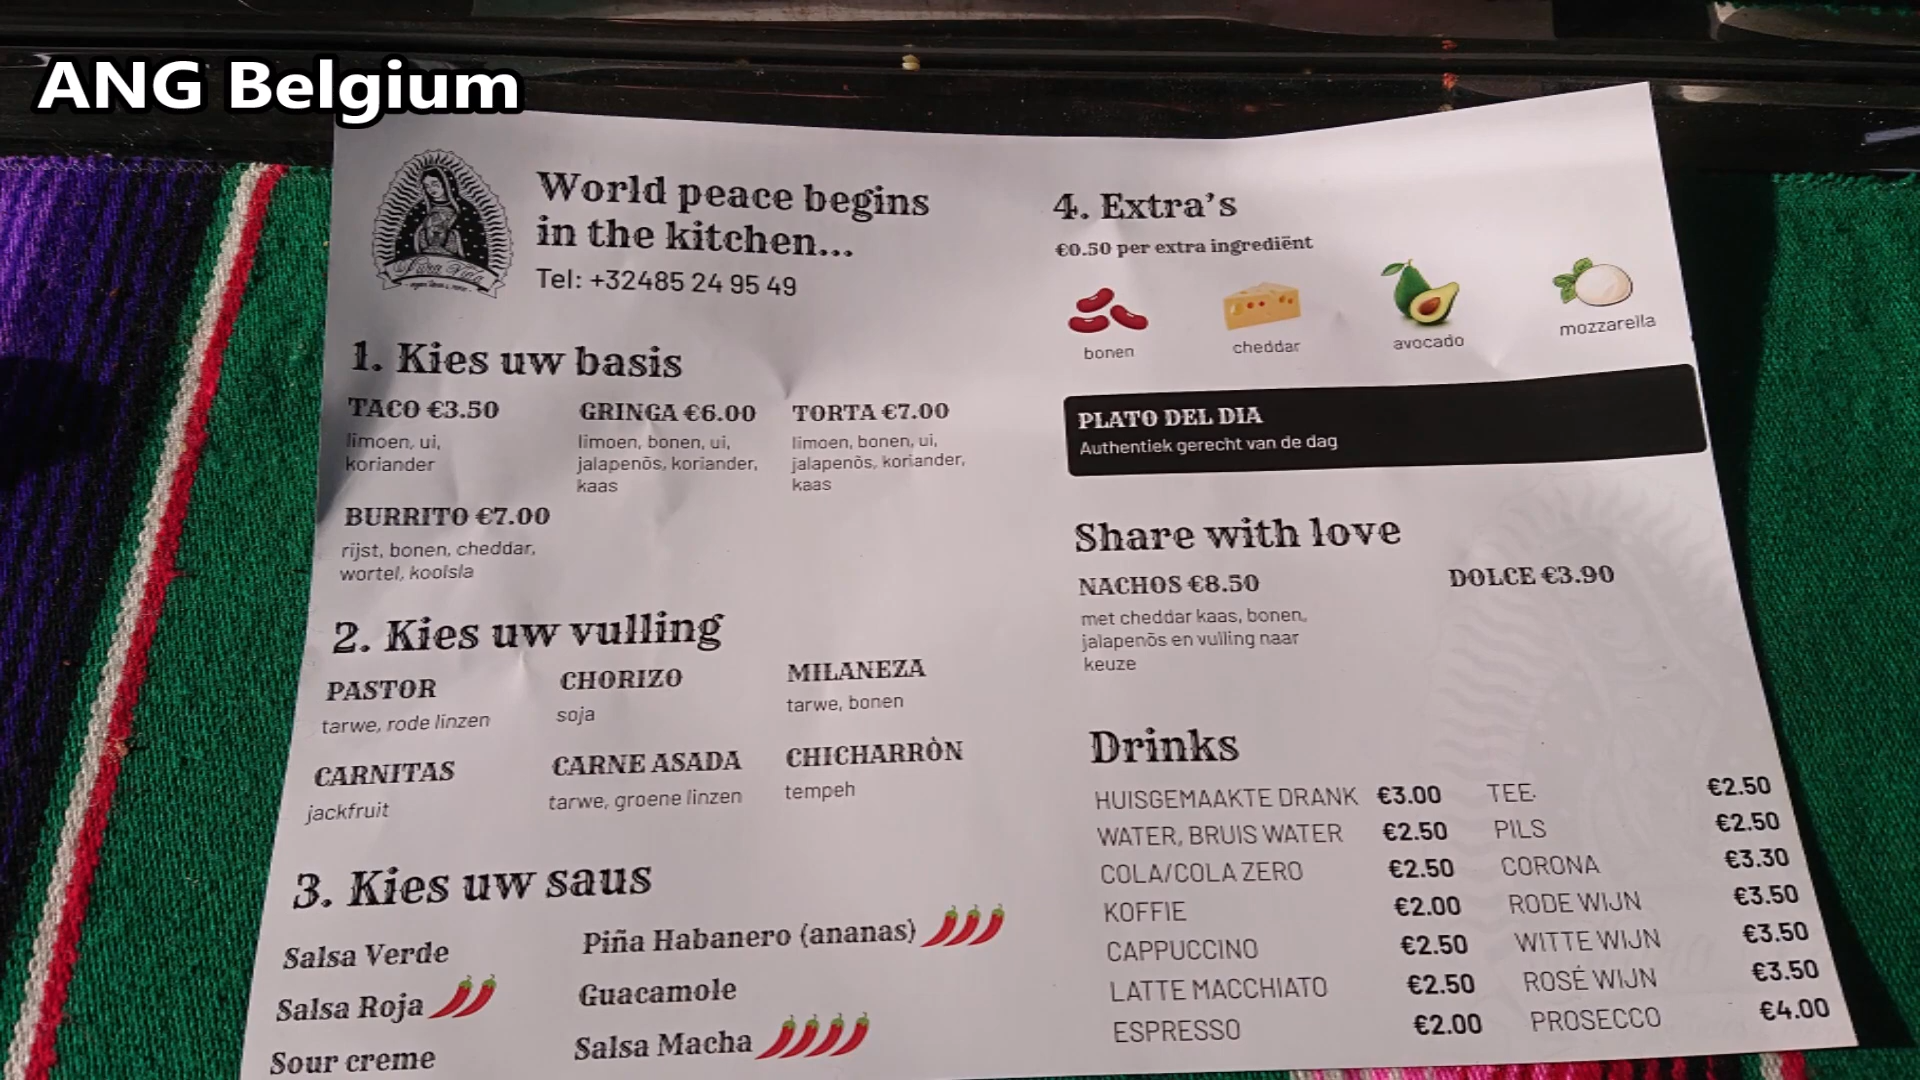 ANG Belgium
Pura Vida
World peace begins
in the kitchen...
Tel: +32485 24 95 49
1. Kies uw basis
TACO €3.50
limoen, ui,
koriander
GRINGA €6.00
limoen, bonen, ui,
jalapenõs, koriander,
kaas
TORTA €7.00
limoen, bonen, ui,
jalapenõs, koriander,
kaas
BURRITO €7.00
rijst, bonen, cheddar,
wortel, koolsla
2. Kies uw vulling
PASTOR
tarwe, rode linzen
CHORIZO
soja
MILANEZA
tarwe, bonen
CARNITAS
jackfruit
CARNE ASADA
tarwe, groene linzen
CHICHARRÒN
tempeh
3. Kies uw saus
Salsa Verde
Salsa Roja
Sour creme
Piña Habanero (ananas)
Guacamole
Salsa Macha
4. Extra's
€0.50 per extra ingrediënt
bonen
cheddar
avocado
mozzarella
PLATO DEL DIA
Authentiek gerecht van de dag
Share with love
NACHOS €8.50
met cheddar kaas, bonen,
jalapenõs en vulling naar
keuze
DOLCE €3.90
Drinks
HUISGEMAAKTE DRANK €3.00
WATER, BRUIS WATER €2.50
COLA/COLA ZERO €2.50
KOFFIE €2.00
CAPPUCCINO €2.50
LATTE MACCHIATO €2.50
ESPRESSO €2.00
TEE. €2.50
PILS €2.50
CORONA €3.30
RODE WIJN €3.50
WITTE WIJN €3.50
ROSÉ WIJN €3.50
PROSECCO €4.00